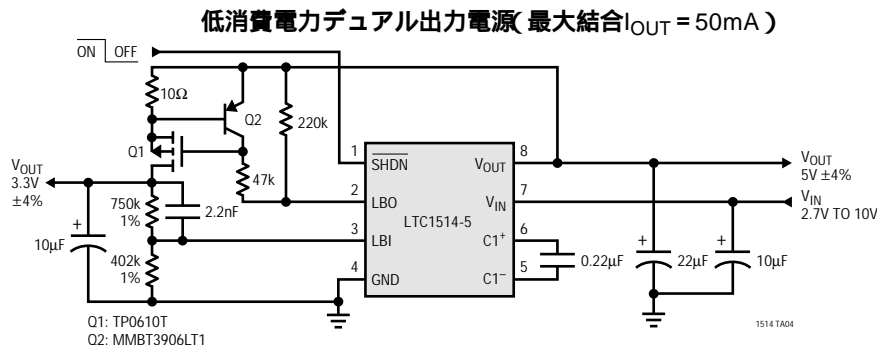 低消費電力デュアル出力電源(最大結合IOUT = 50mA)
ON OFF
10Ω
Q2
220k
Q1
47k
VOUT
3.3V
±4%
750k
1%
2.2nF
10µF
402k
1%
1
SHDN
2
LBO
3
LBI
4
GND
LTC1514-5
8
VOUT
7
VIN
6
C1+
5
C1−
0.22µF
22µF
10µF
+
+
+
VOUT
5V ±4%
VIN
2.7V TO 10V
Q1: TP0610T
Q2: MMBT3906LT1
1514 TA04